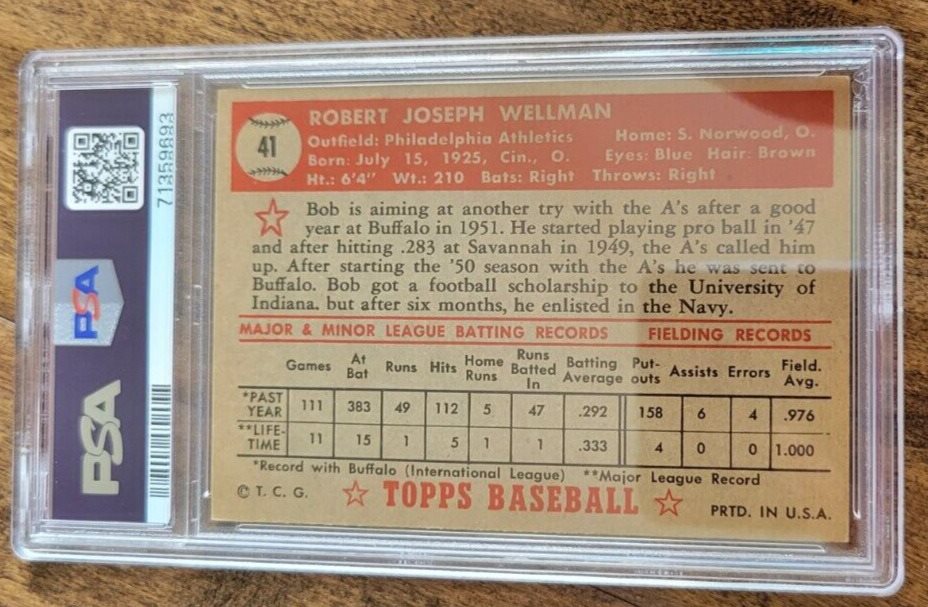 PSA
PSA
71359693
41
ROBERT JOSEPH WELLMAN
Outfield: Philadelphia Athletics Home: S. Norwood, O.
Born: July 15, 1925, Cin., O. Eyes: Blue Hair: Brown
Ht.: 6'4" Wt.: 210 Bats: Right Throws: Right
Bob is aiming at another try with the A's after a good
year at Buffalo in 1951. He started playing pro ball in '47
and after hitting .283 at Savannah in 1949, the A's called him
up. After starting the '50 season with the A's he was sent to
Buffalo. Bob got a football scholarship to the University of
Indiana. but after six months, he enlisted in the Navy.
MAJOR & MINOR LEAGUE BATTING RECORDS FIELDING RECORDS
Games At Bat Runs Hits Home Runs Runs Batted In Batting Average Put-outs Assists Errors Field. Avg.
*PAST YEAR 111 383 49 112 5 47 .292 158 6 4 .976
**LIFE-TIME 11 15 1 5 1 1 .333 4 0 0 1.000
*Record with Buffalo (International League) **Major League Record
© T. C. G. TOPPS BASEBALL PRTD. IN U.S.A.